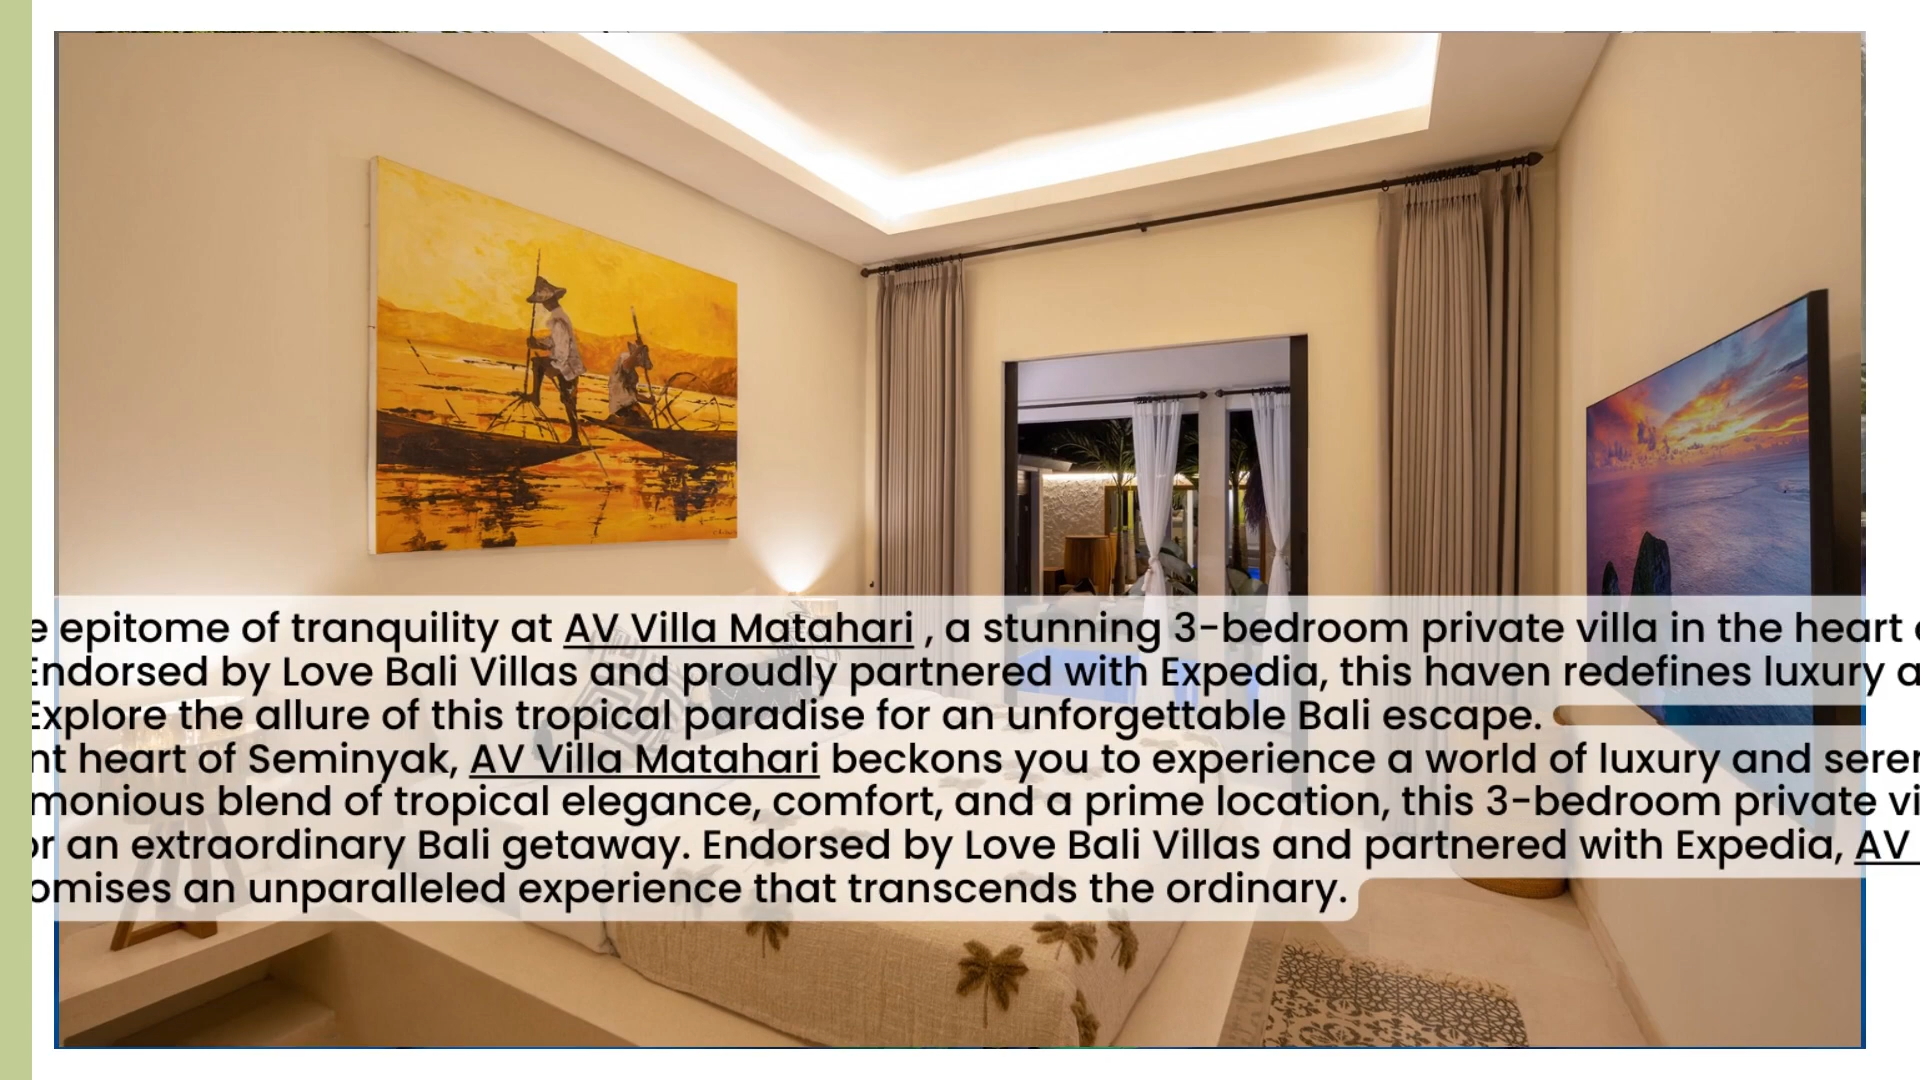 epitome of tranquility at AV Villa Matahari , a stunning 3-bedroom private villa in the heart
Endorsed by Love Bali Villas and proudly partnered with Expedia, this haven redefines luxury
Explore the allure of this tropical paradise for an unforgettable Bali escape.
heart of Seminyak, AV Villa Matahari beckons you to experience a world of luxury and
blend of tropical elegance, comfort, and a prime location, this 3-bedroom private
an extraordinary Bali getaway. Endorsed by Love Bali Villas and partnered with Expedia, AV
an unparalleled experience that transcends the ordinary.